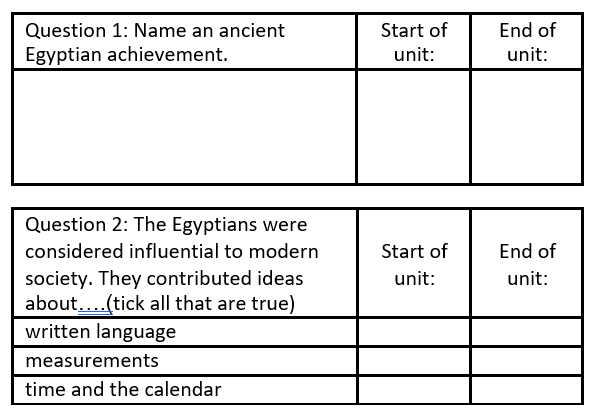 Question 1: Name an ancient
Egyptian achievement.
Start of
unit:
End of
unit:
Question 2: The Egyptians were
considered influential to modern
society. They contributed ideas
about….(tick all that are true)
Start of
unit:
End of
unit:
written language
measurements
time and the calendar